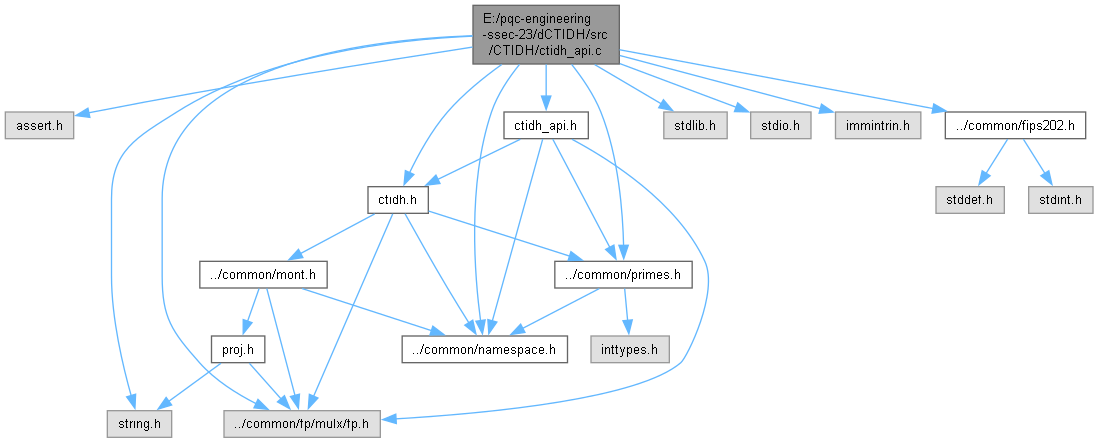 E:/pqc-engineering
-ssec-23/dCTIDH/src
/CTIDH/ctidh_api.c
assert.h
ctidh_api.h
stdlib.h
stdio.h
immintrin.h
../common/fips202.h
ctidh.h
stddef.h
stdint.h
../common/mont.h
../common/primes.h
proj.h
../common/namespace.h
inttypes.h
string.h
../common/fp/mulx/fp.h